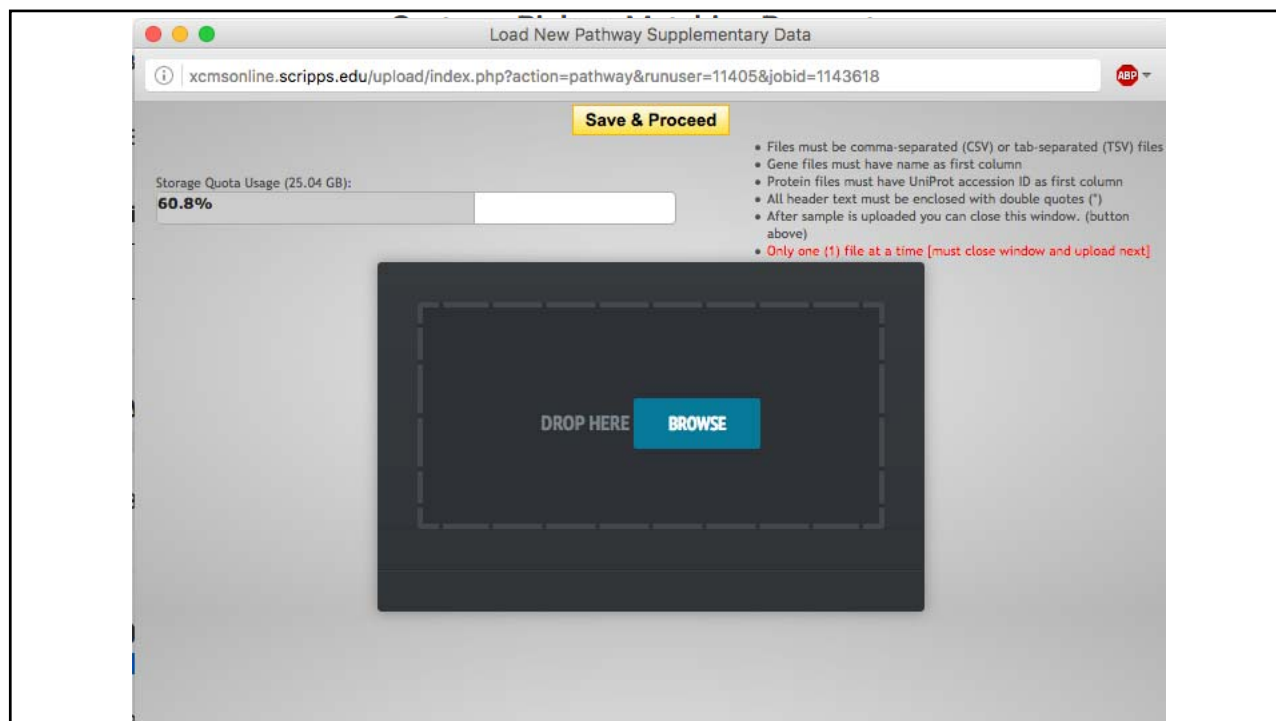 Load New Pathway Supplementary Data
xcmsonline.scripps.edu/upload/index.php?action=pathway&runuser=11405&jobid=1143618
ABP
Save & Proceed
• Files must be comma-separated (CSV) or tab-separated (TSV) files
• Gene files must have name as first column
• Protein files must have UniProt accession ID as first column
• All header text must be enclosed with double quotes (")
• After sample is uploaded you can close this window. (button
above)
• Only one (1) file at a time [must close window and upload next]
Storage Quota Usage (25.04 GB):
60.8%
DROP HERE BROWSE